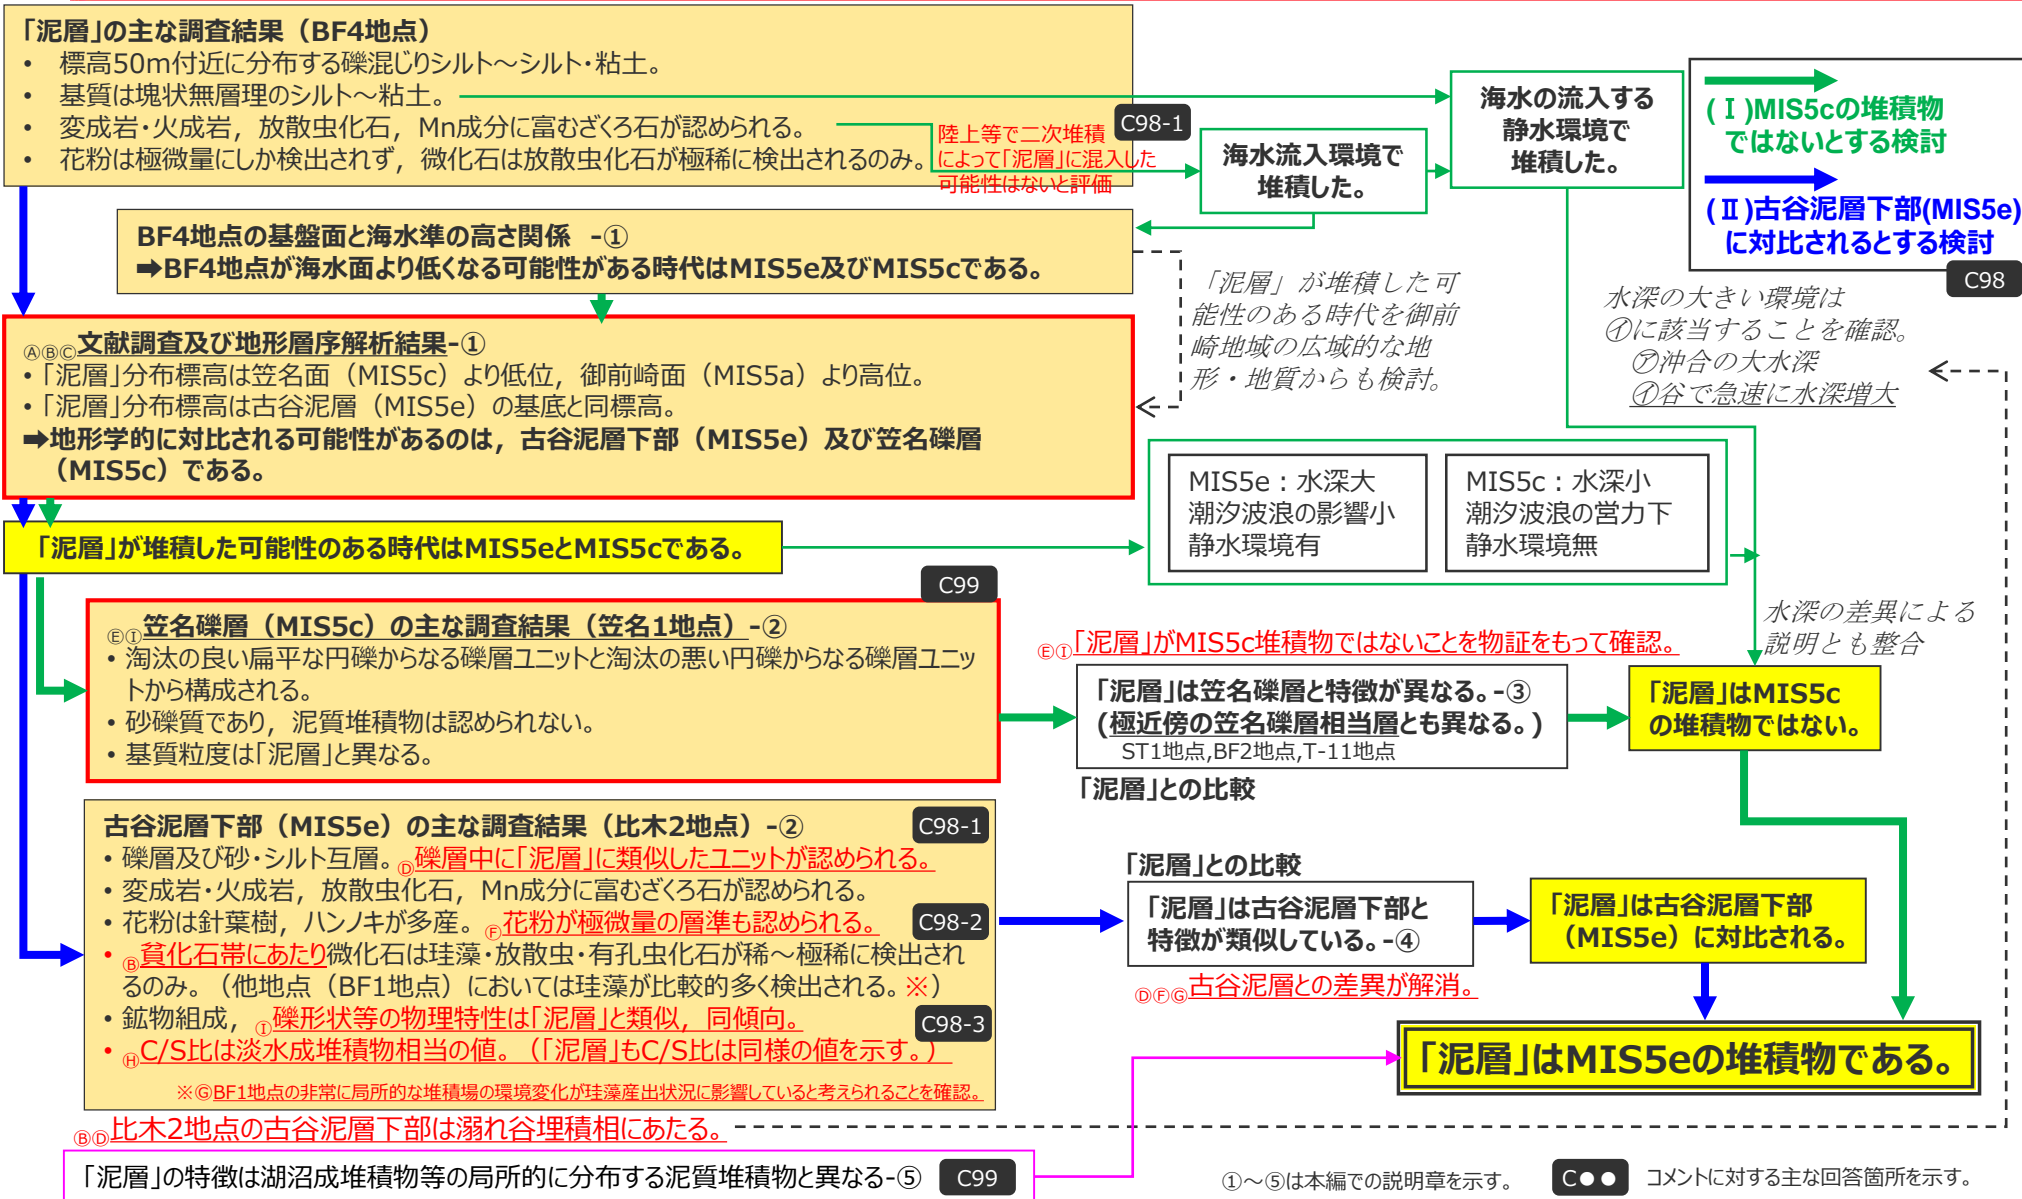 「泥層」の主な調査結果（BF4地点）
• 標高50m付近に分布する礫混じりシルト～シルト・粘土。
• 基質は塊状無層理のシルト～粘土。
• 変成岩・火成岩，放散虫化石，Mn成分に富むざくろ石が認められる。
• 花粉は極微量にしか検出されず，微化石は放散虫化石が極稀に検出されるのみ。
C98-1
陸上等で二次堆積
によって「泥層」に混入した
可能性はないと評価
海水流入環境で
堆積した。
海水の流入する
静水環境で
堆積した。
(Ⅰ)MIS5cの堆積物
ではないとする検討
(Ⅱ)古谷泥層下部(MIS5e)
に対比されるとする検討
C98
BF4地点の基盤面と海水準の高さ関係 -①
➡BF4地点が海水面より低くなる可能性がある時代はMIS5e及びMIS5cである。
「泥層」が堆積した可
能性のある時代を御前
崎地域の広域的な地
形・地質からも検討。
水深の大きい環境は
㋑に該当することを確認。
㋐沖合の大水深
㋑谷で急速に水深増大
ⒶⒷⒸ文献調査及び地形層序解析結果-①
• 「泥層」分布標高は笠名面（MIS5c）より低位，御前崎面（MIS5a）より高位。
• 「泥層」分布標高は古谷泥層（MIS5e）の基底と同標高。
➡地形学的に対比される可能性があるのは，古谷泥層下部（MIS5e）及び笠名礫層
（MIS5c）である。
MIS5e：水深大
潮汐波浪の影響小
静水環境有
MIS5c：水深小
潮汐波浪の営力下
静水環境無
「泥層」が堆積した可能性のある時代はMIS5eとMIS5cである。
C99
ⒺⒾ笠名礫層（MIS5c）の主な調査結果（笠名1地点）-②
• 淘汰の良い扁平な円礫からなる礫層ユニットと淘汰の悪い円礫からなる礫層ユニッ
トから構成される。
• 砂礫質であり，泥質堆積物は認められない。
• 基質粒度は「泥層」と異なる。
水深の差異による
説明とも整合
ⒺⒾ「泥層」がMIS5c堆積物ではないことを物証をもって確認。
「泥層」は笠名礫層と特徴が異なる。-③
(極近傍の笠名礫層相当層とも異なる。)
ST1地点,BF2地点,T-11地点
「泥層」との比較
「泥層」はMIS5c
の堆積物ではない。
古谷泥層下部（MIS5e）の主な調査結果（比木2地点）-②
C98-1
• 礫層及び砂・シルト互層。Ⓓ礫層中に「泥層」に類似したユニットが認められる。
• 変成岩・火成岩，放散虫化石，Mn成分に富むざくろ石が認められる。
• 花粉は針葉樹，ハンノキが多産。Ⓕ花粉が極微量の層準も認められる。
C98-2
• Ⓑ貧化石帯にあたり微化石は珪藻・放散虫・有孔虫化石が稀～極稀に検出され
るのみ。（他地点（BF1地点）においては珪藻が比較的多く検出される。※）
• 鉱物組成，Ⓘ礫形状等の物理特性は「泥層」と類似，同傾向。
C98-3
• ⒽC/S比は淡水成堆積物相当の値。（「泥層」もC/S比は同様の値を示す。）
※ⒼBF1地点の非常に局所的な堆積場の環境変化が珪藻産出状況に影響していると考えられることを確認。
「泥層」との比較
「泥層」は古谷泥層下部と
特徴が類似している。-④
ⒹⒻⒼ古谷泥層との差異が解消。
「泥層」は古谷泥層下部
（MIS5e）に対比される。
「泥層」はMIS5eの堆積物である。
ⒷⒹ比木2地点の古谷泥層下部は溺れ谷埋積相にあたる。
「泥層」の特徴は湖沼成堆積物等の局所的に分布する泥質堆積物と異なる-⑤
C99
①～⑤は本編での説明章を示す。
C●● コメントに対する主な回答箇所を示す。